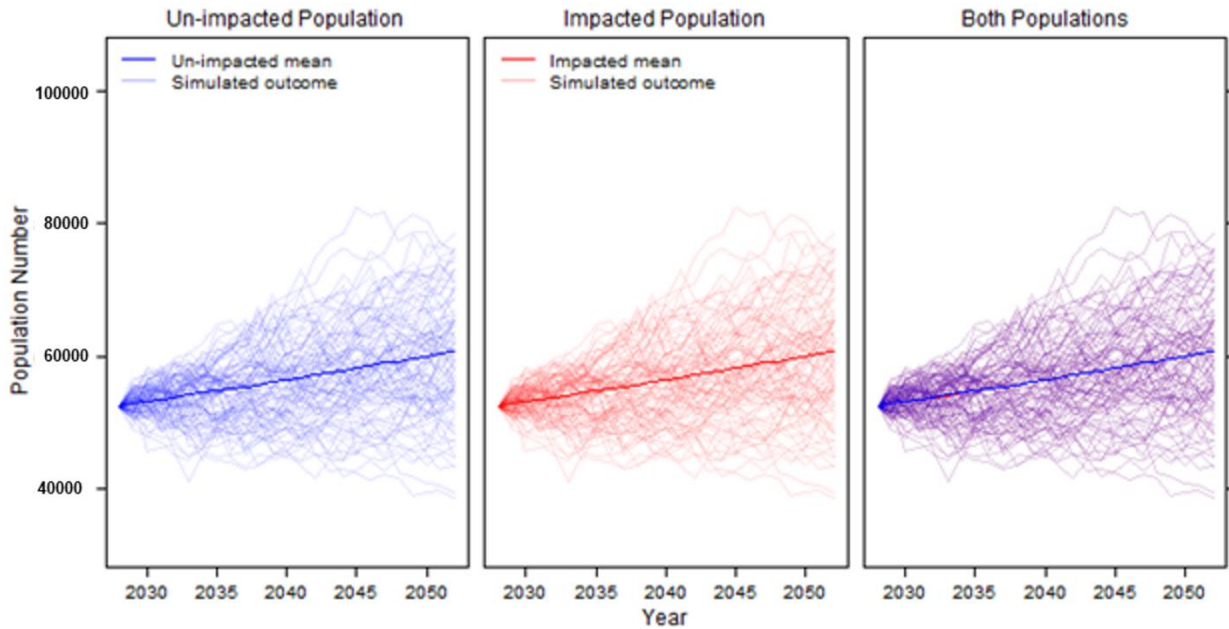 Un-impacted Population
Impacted Population
Both Populations
Un-impacted mean
Simulated outcome
Impacted mean
Simulated outcome
Population Number
100000
80000
60000
40000
2030 2035 2040 2045 2050
2030 2035 2040 2045 2050
2030 2035 2040 2045 2050
Year